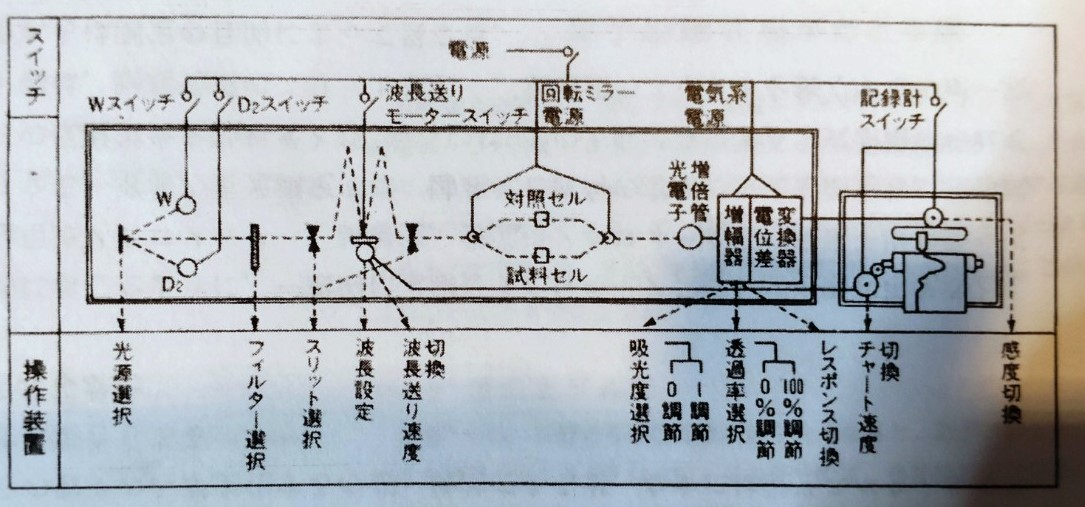 スイッチ
電源
Wスイッチ
D2スイッチ
波長送り
モータースイッチ
回転ミラー
電源
電気系
電源
記録計
スイッチ
W
D2
対照セル
試料セル
光電子
増倍管
増幅器
電位差
変換器
操作装置
光源選択
フィルター選択
スリット選択
波長設定
波長送り速度
切換
吸光度選択
0調節
1調節
透過率選択
0%調節
100%調節
レスポンス切換
チャート速度
切換
感度切換